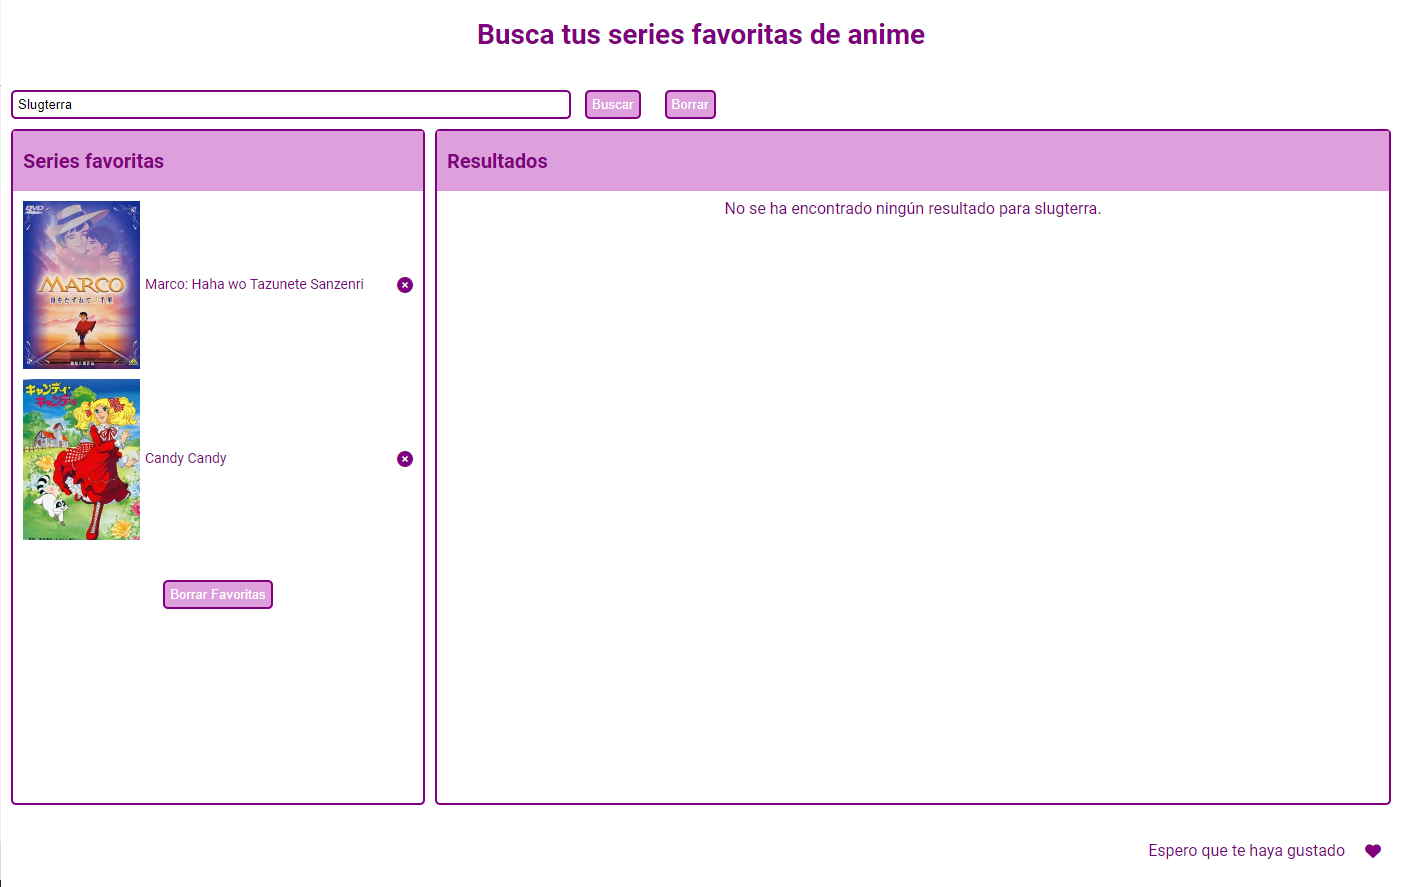 Busca tus series favoritas de anime
Slugterra
Buscar
Borrar
Series favoritas
DVD
MARCO
母をたずねて三千里
Marco: Haha wo Tazunete Sanzenri
キャンディ・
キャンディ
Candy Candy
Borrar Favoritas
Resultados
No se ha encontrado ningún resultado para slugterra.
Espero que te haya gustado